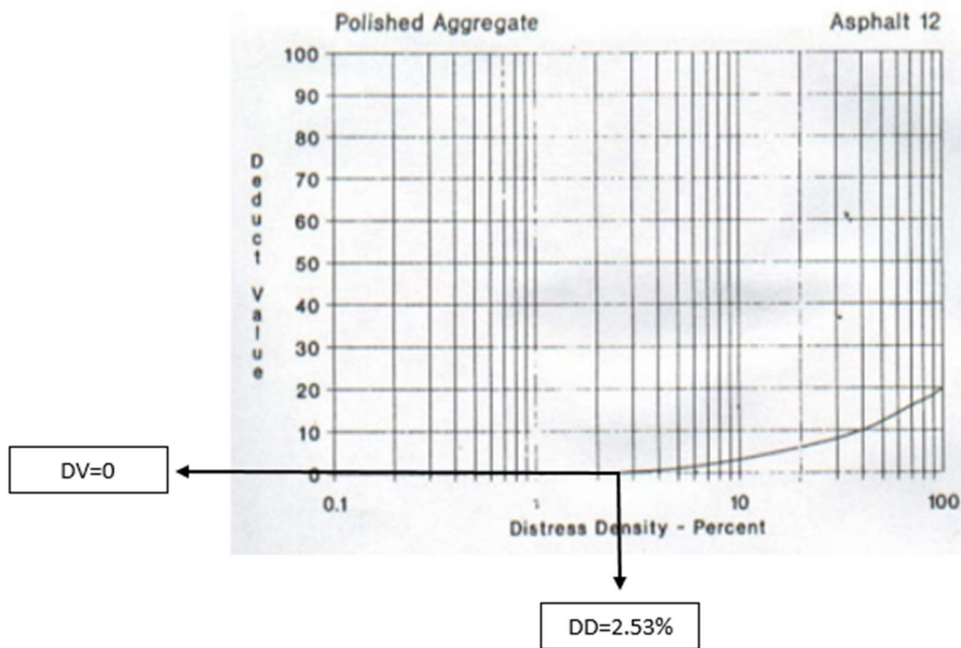 Polished Aggregate
Asphalt 12
100
90
80
70
60
50
40
30
20
10
0
Deduct Value
0.1
1
10
100
Distress Density - Percent
DV=0
DD=2.53%